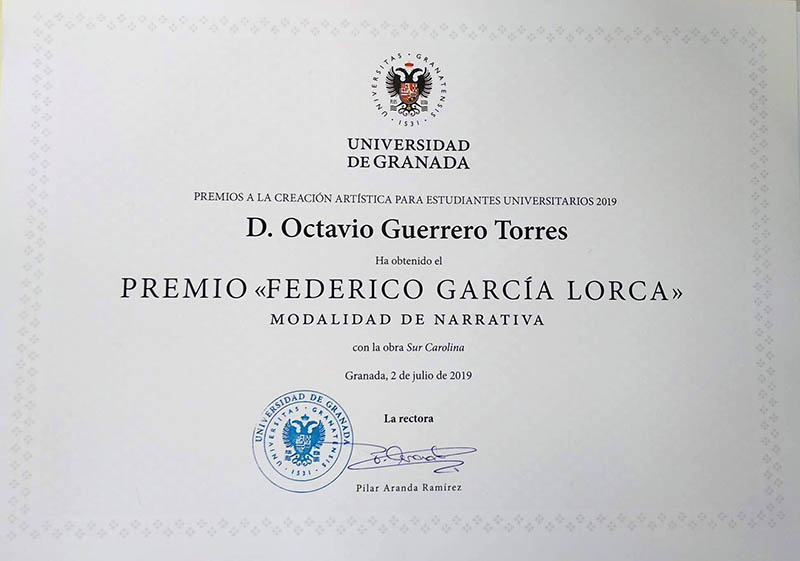 UNIVERSITAS · GRANATENSIS
· 1531 ·
UNIVERSIDAD
DE GRANADA
PREMIOS A LA CREACIÓN ARTÍSTICA PARA ESTUDIANTES UNIVERSITARIOS 2019
D. Octavio Guerrero Torres
Ha obtenido el
PREMIO «FEDERICO GARCÍA LORCA»
MODALIDAD DE NARRATIVA
con la obra Sur Carolina
Granada, 2 de julio de 2019
UNIVERSIDAD DE GRANADA
UNIVERSITAS · GRANATENSIS
· 1531 ·
La rectora
Pilar Aranda Ramírez